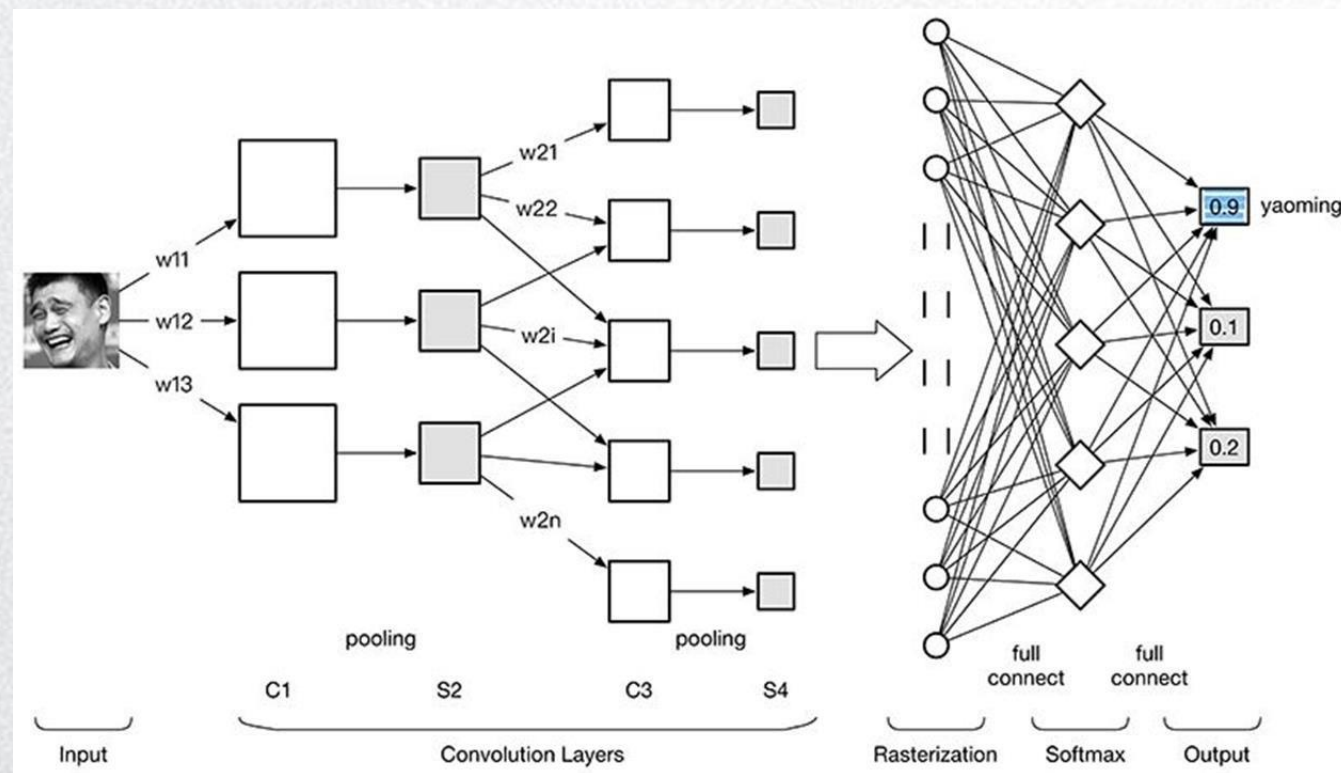 w21
w22
w11
0.9 yaoming
w12
w2i
0.1
w13
0.2
w2n
pooling pooling
full connect full connect
C1 S2 C3 S4
Input Convolution Layers Rasterization Softmax Output